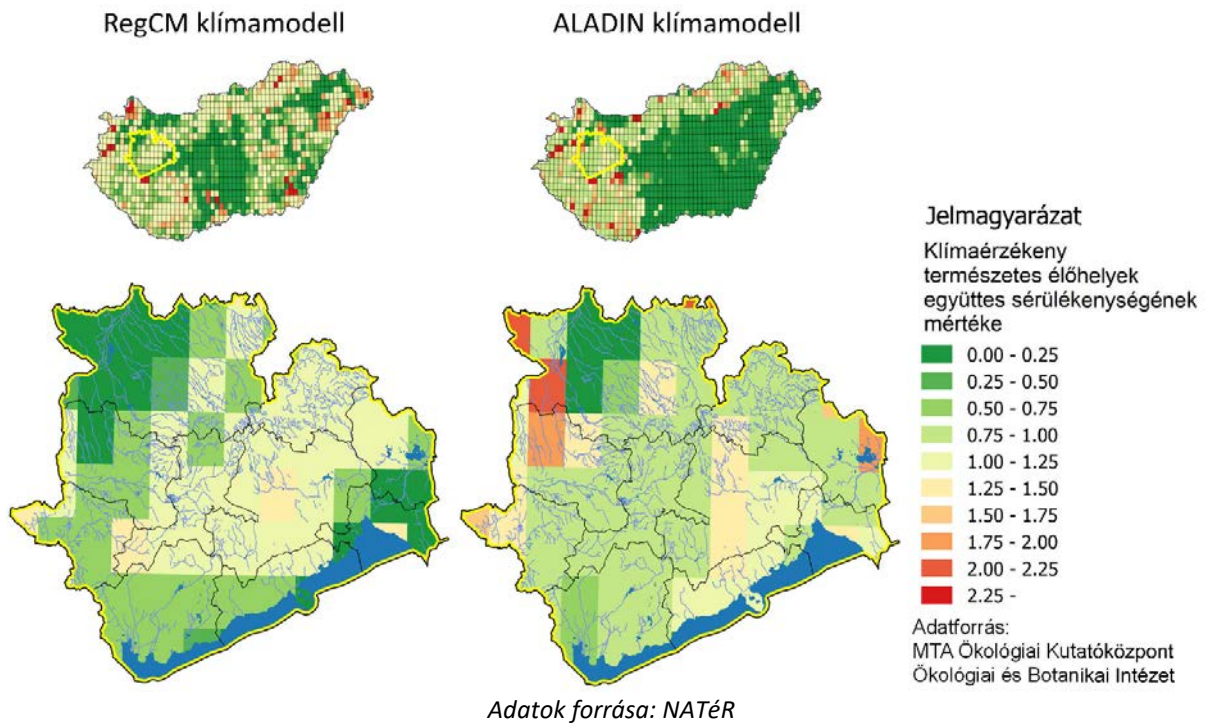 RegCM klímamodell
ALADIN klímamodell
Jelmagyarázat
Klímaérzékeny
természetes élőhelyek
együttes sérülékenységének
mértéke
0.00 - 0.25
0.25 - 0.50
0.50 - 0.75
0.75 - 1.00
1.00 - 1.25
1.25 - 1.50
1.50 - 1.75
1.75 - 2.00
2.00 - 2.25
2.25 -
Adatforrás:
MTA Ökológiai Kutatóközpont
Ökológiai és Botanikai Intézet
Adatok forrása: NATéR